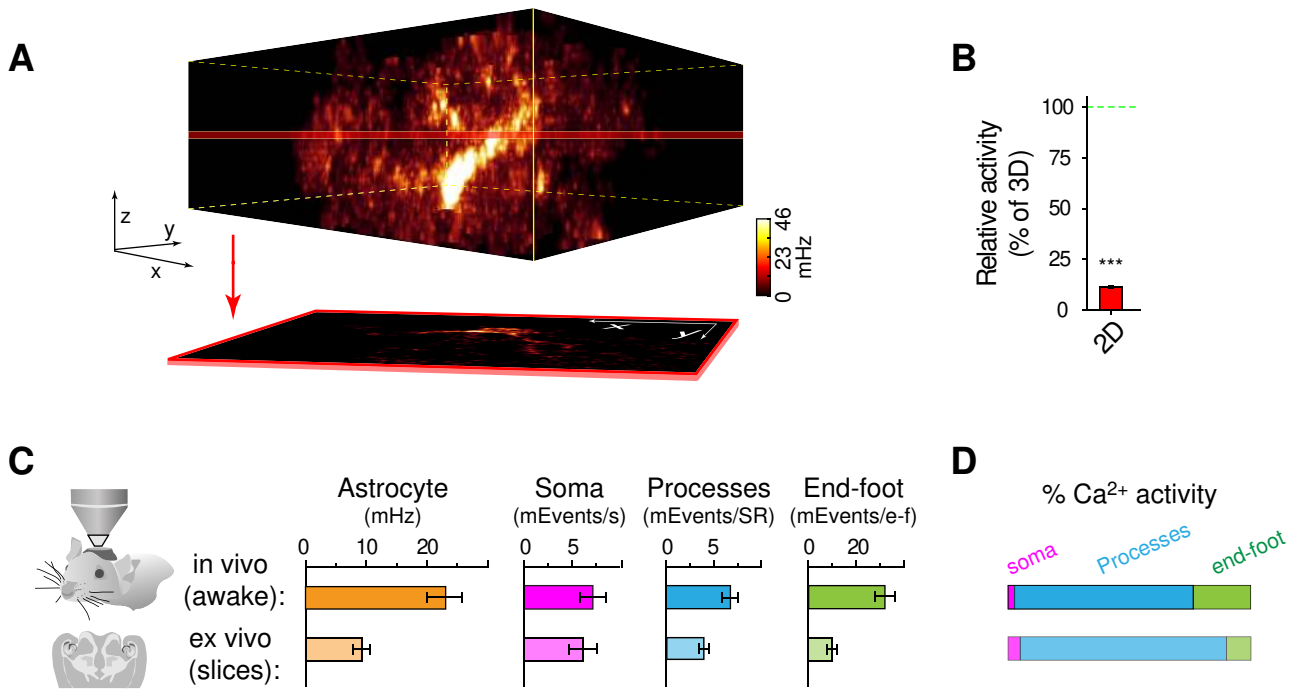 A
z
y
x
46
23
0
mHz
x
y
B
Relative activity
(% of 3D)
100
75
50
25
0
***
2D
C
Astrocyte
(mHz)
0 10 20
Soma
(mEvents/s)
0 5
Processes
(mEvents/SR)
0 5
End-foot
(mEvents/e-f)
0 20
in vivo
(awake):
ex vivo
(slices):
D
% Ca²⁺ activity
soma
Processes
end-foot